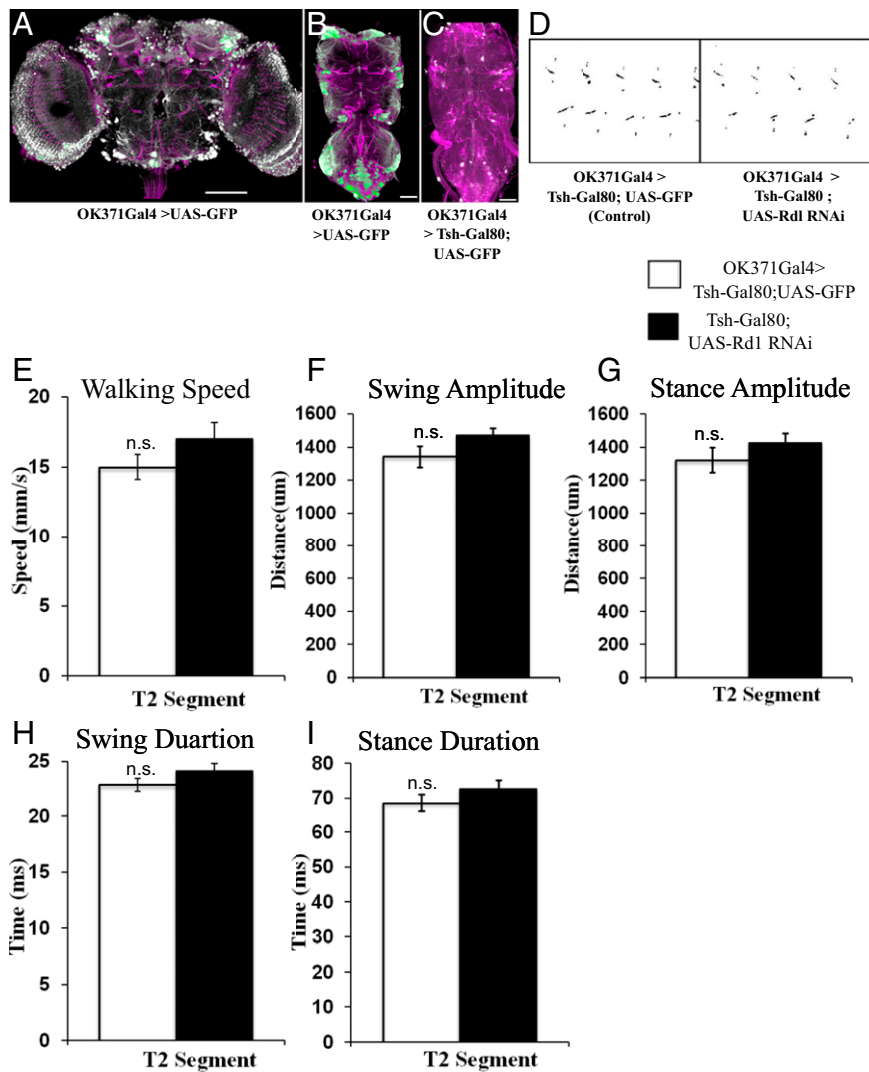 A
B
C
D
OK371Gal4 >UAS-GFP
OK371Gal4
>UAS-GFP
OK371Gal4
> Tsh-Gal80;
UAS-GFP
OK371Gal4 >
Tsh-Gal80; UAS-GFP
(Control)
OK371Gal4 >
Tsh-Gal80 ;
UAS-Rdl RNAi
OK371Gal4>
Tsh-Gal80;UAS-GFP
Tsh-Gal80;
UAS-Rd1 RNAi
E
Walking Speed
Speed (mm/s)
20
15
10
5
0
n.s.
T2 Segment
F
Swing Amplitude
Distance(um)
1600
1400
1200
1000
800
600
400
200
0
n.s.
T2 Segment
G
Stance Amplitude
Distance(um)
1600
1400
1200
1000
800
600
400
200
0
n.s.
T2 Segment
H
Swing Duartion
Time (ms)
25
20
15
10
5
0
n.s.
T2 Segment
I
Stance Duration
Time (ms)
80
70
60
50
40
30
20
10
0
n.s.
T2 Segment